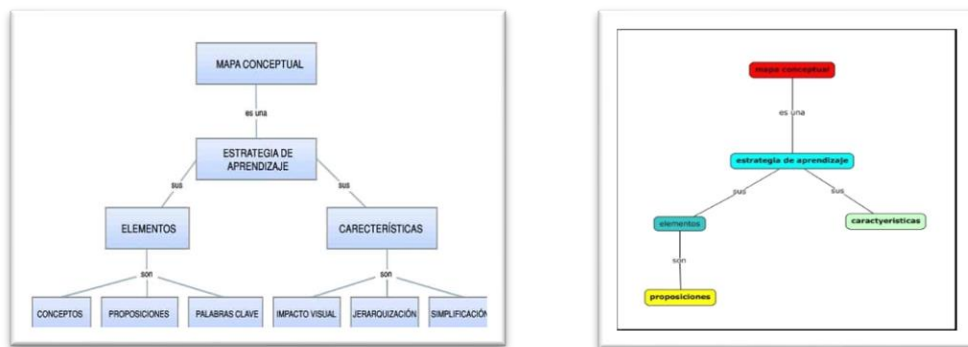 MAPA CONCEPTUAL
es una
ESTRATEGIA DE
APRENDIZAJE
sus
sus
ELEMENTOS
CARECTERÍSTICAS
son
son
CONCEPTOS
PROPOSICIONES
PALABRAS CLAVE
IMPACTO VISUAL
JERARQUIZACIÓN
SIMPLIFICACIÓN
mapa conceptual
es una
estrategia de aprendizaje
sus
sus
elementos
caractyeristicas
son
proposiciones